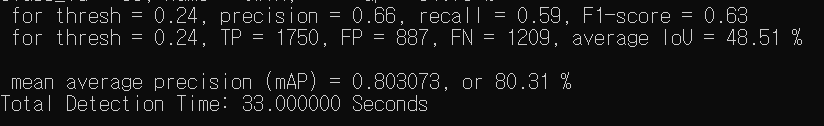 for thresh = 0.24, precision = 0.66, recall = 0.59, F1-score = 0.63
for thresh = 0.24, TP = 1750, FP = 887, FN = 1209, average IoU = 48.51 %
mean average precision (mAP) = 0.803073, or 80.31 %
Total Detection Time: 33.000000 Seconds